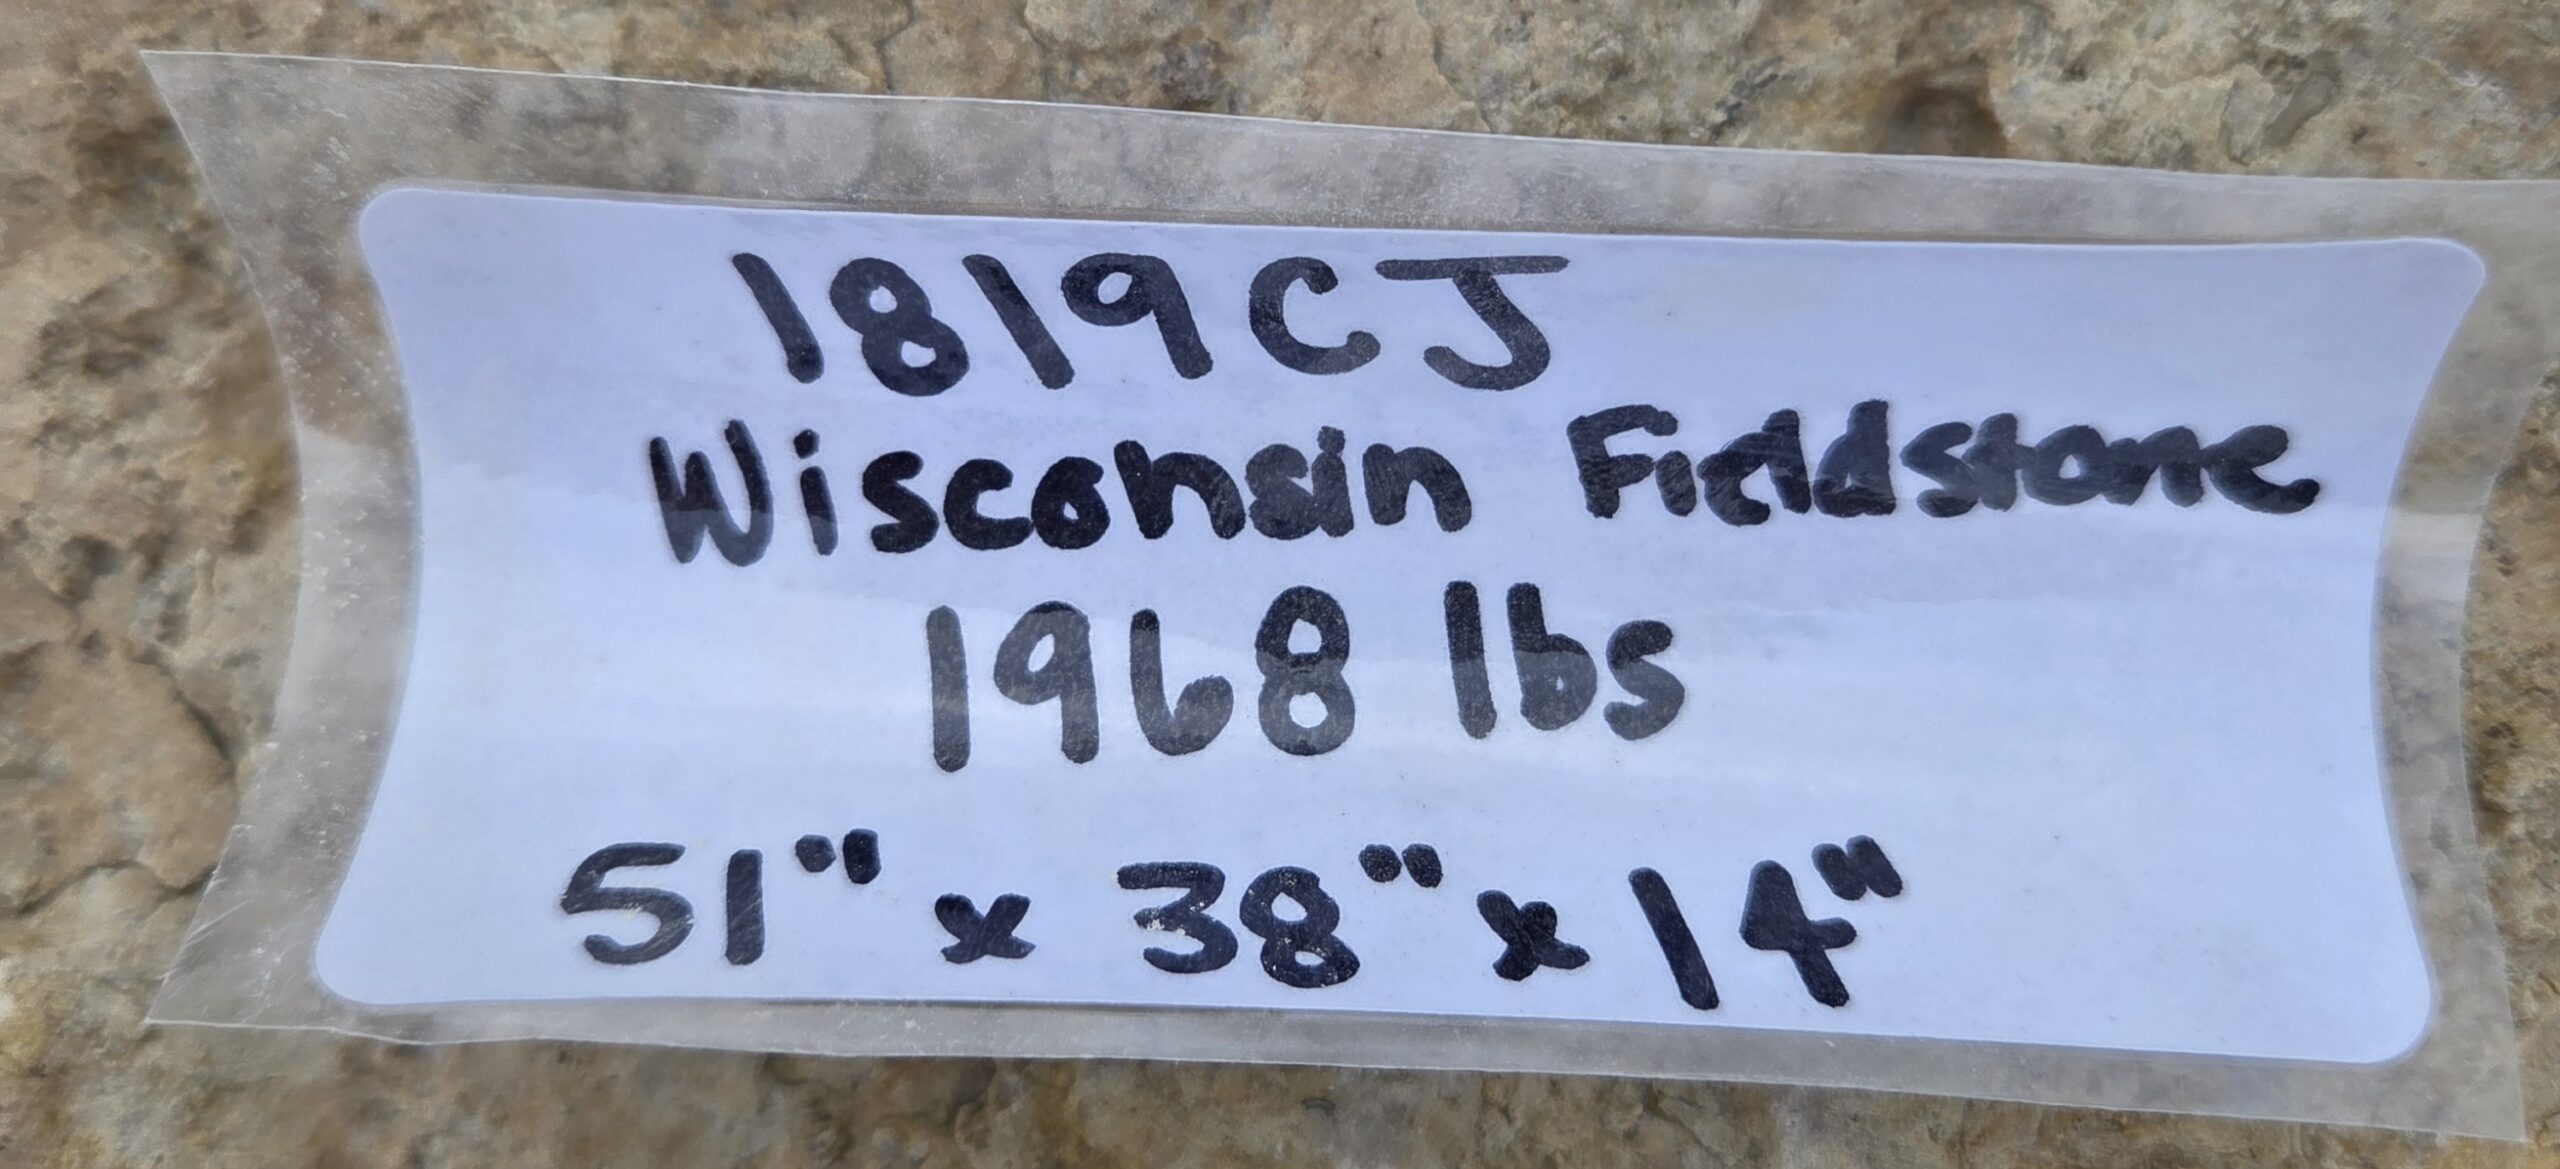 1819CJ
Wisconsin Fieldstone
1968 lbs
51" x 38" x 14"